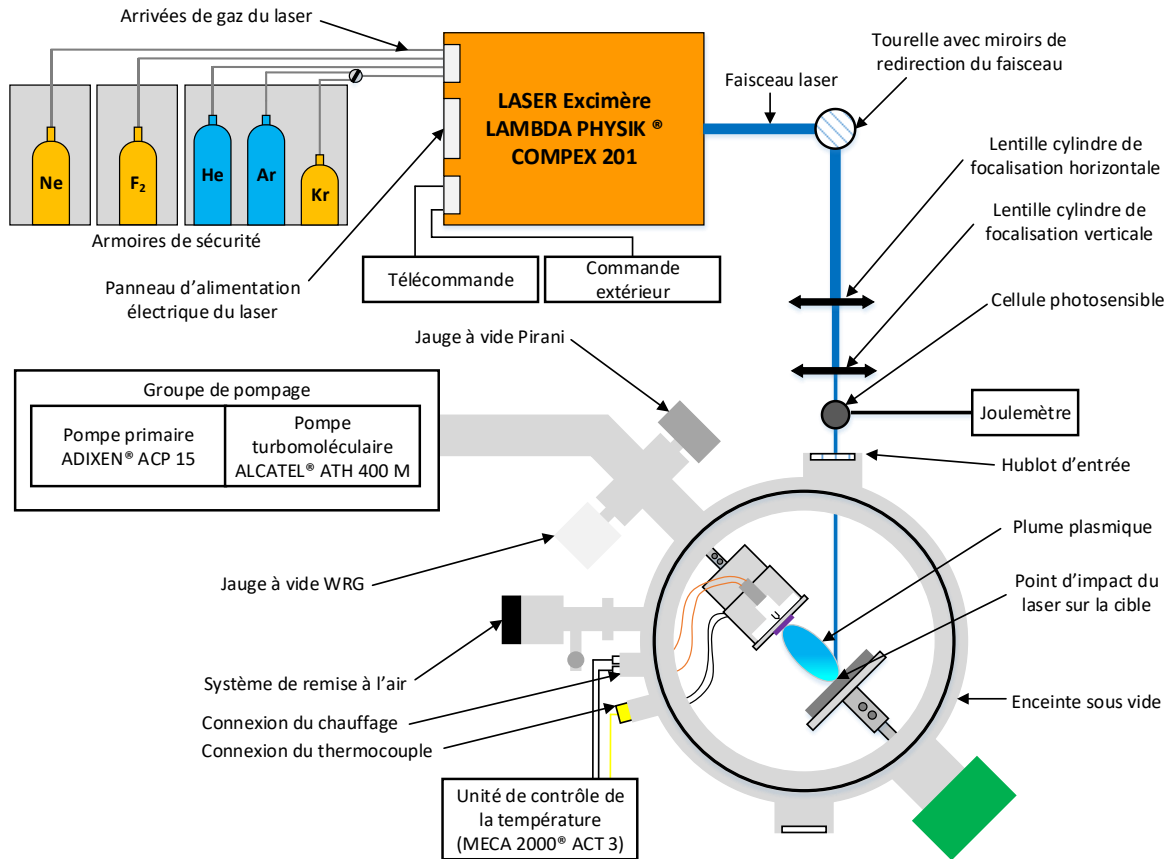 Arrivées de gaz du laser
Ne
F₂
He
Ar
Kr
Armoires de sécurité
Panneau d'alimentation
électrique du laser
LASER Excimère
LAMBDA PHYSIK ®
COMPEX 201
Télécommande
Commande
extérieur
Faisceau laser
Tourelle avec miroirs de
redirection du faisceau
Lentille cylindre de
focalisation horizontale
Lentille cylindre de
focalisation verticale
Cellule photosensible
Joulemètre
Hublot d'entrée
Plume plasmique
Point d'impact du
laser sur la cible
Enceinte sous vide
Jauge à vide Pirani
Groupe de pompage
Pompe primaire
ADIXEN® ACP 15
Pompe
turbomoléculaire
ALCATEL® ATH 400 M
Jauge à vide WRG
Système de remise à l'air
Connexion du chauffage
Connexion du thermocouple
Unité de contrôle de
la température
(MECA 2000® ACT 3)